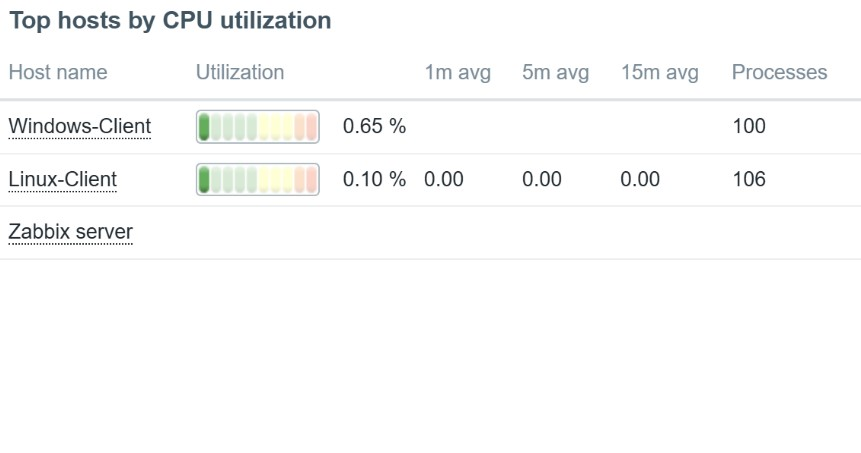 Top hosts by CPU utilization
Host name Utilization 1m avg 5m avg 15m avg Processes
Windows-Client 0.65 % 100
Linux-Client 0.10 % 0.00 0.00 0.00 106
Zabbix server